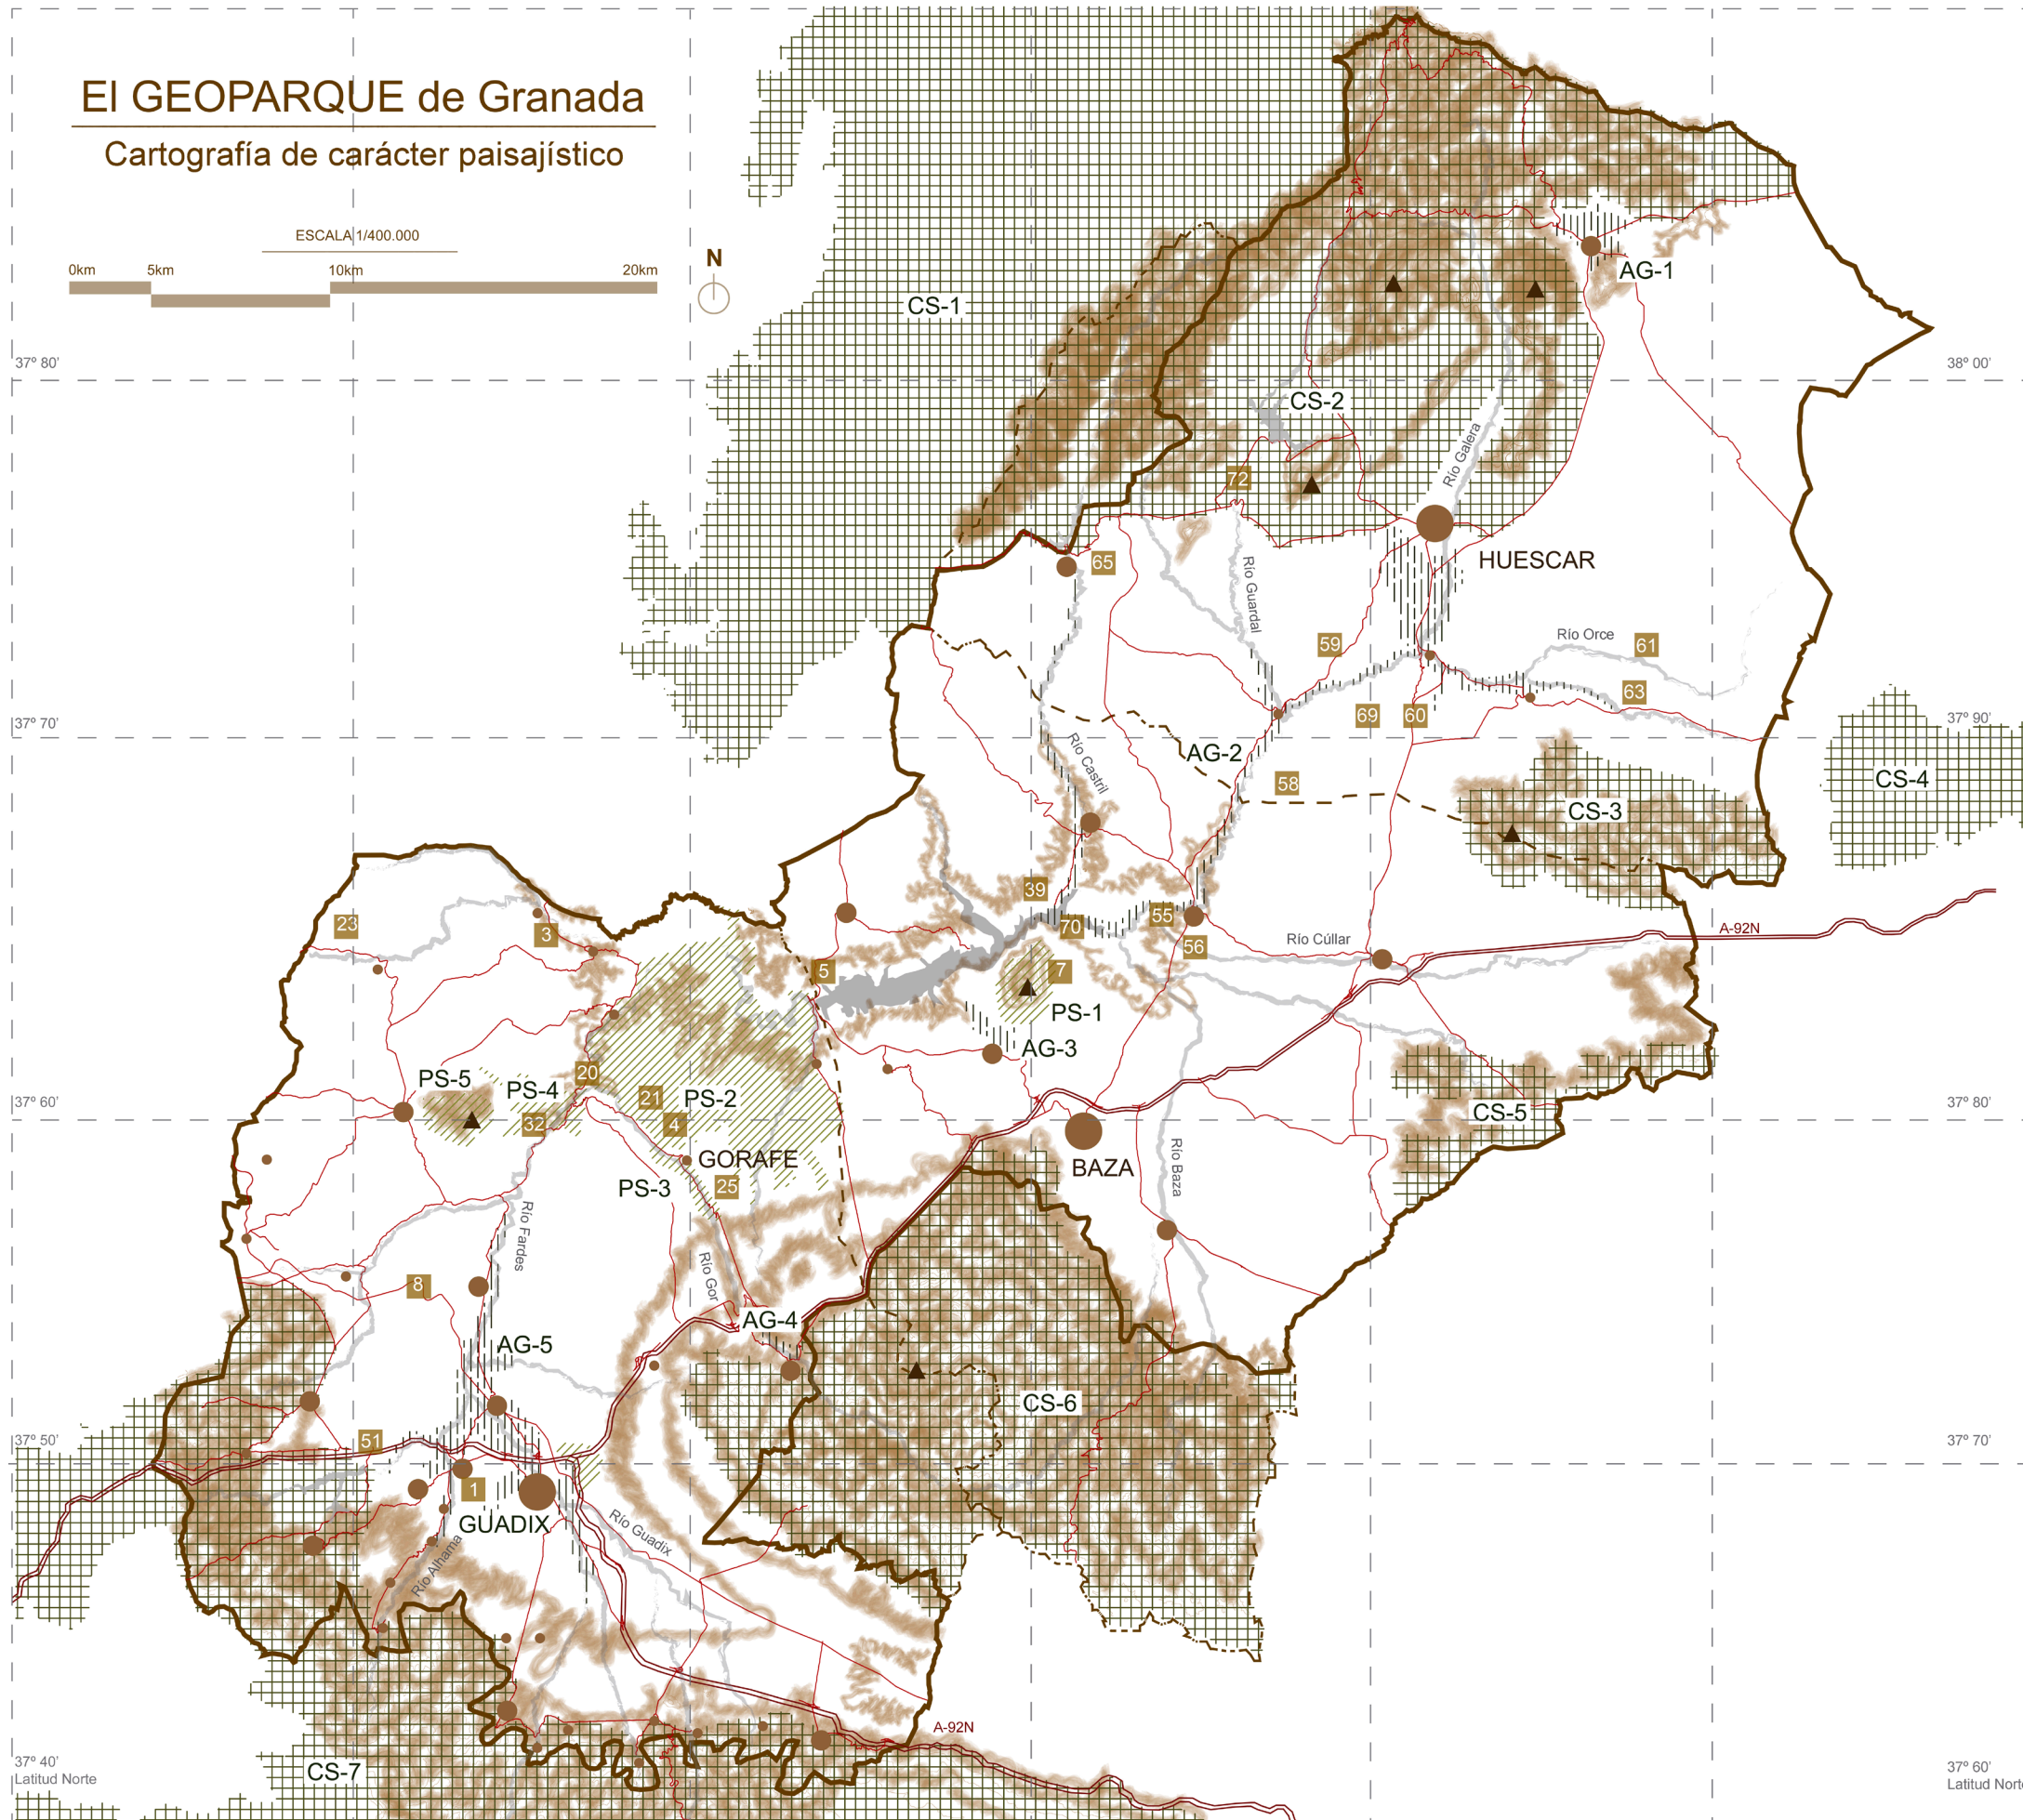 El GEOPARQUE de Granada
Cartografía de carácter paisajístico
ESCALA 1/400.000
0km 5km 10km 20km
N
CS-1
AG-1
37º 80'
38º 00'
CS-2
Río Galera
72
HUESCAR
65
Río Guardal
59
Río Orce
61
63
37º 70'
69
60
37º 90'
AG-2
Río Castril
58
CS-4
CS-3
39
23
3
70
55
56
A-92N
Río Cúllar
5
7
PS-1
AG-3
PS-5
PS-4
20
21
PS-2
37º 60'
32
4
CS-5
37º 80'
GORAFE
BAZA
Río Baza
PS-3
25
Río Fardes
Río Gor
8
AG-4
AG-5
CS-6
37º 50'
51
37º 70'
1
GUADIX
Río Guadix
Río Alhama
A-92N
37º 40'
Latitud Norte
CS-7
37º 60'
Latitud Norte